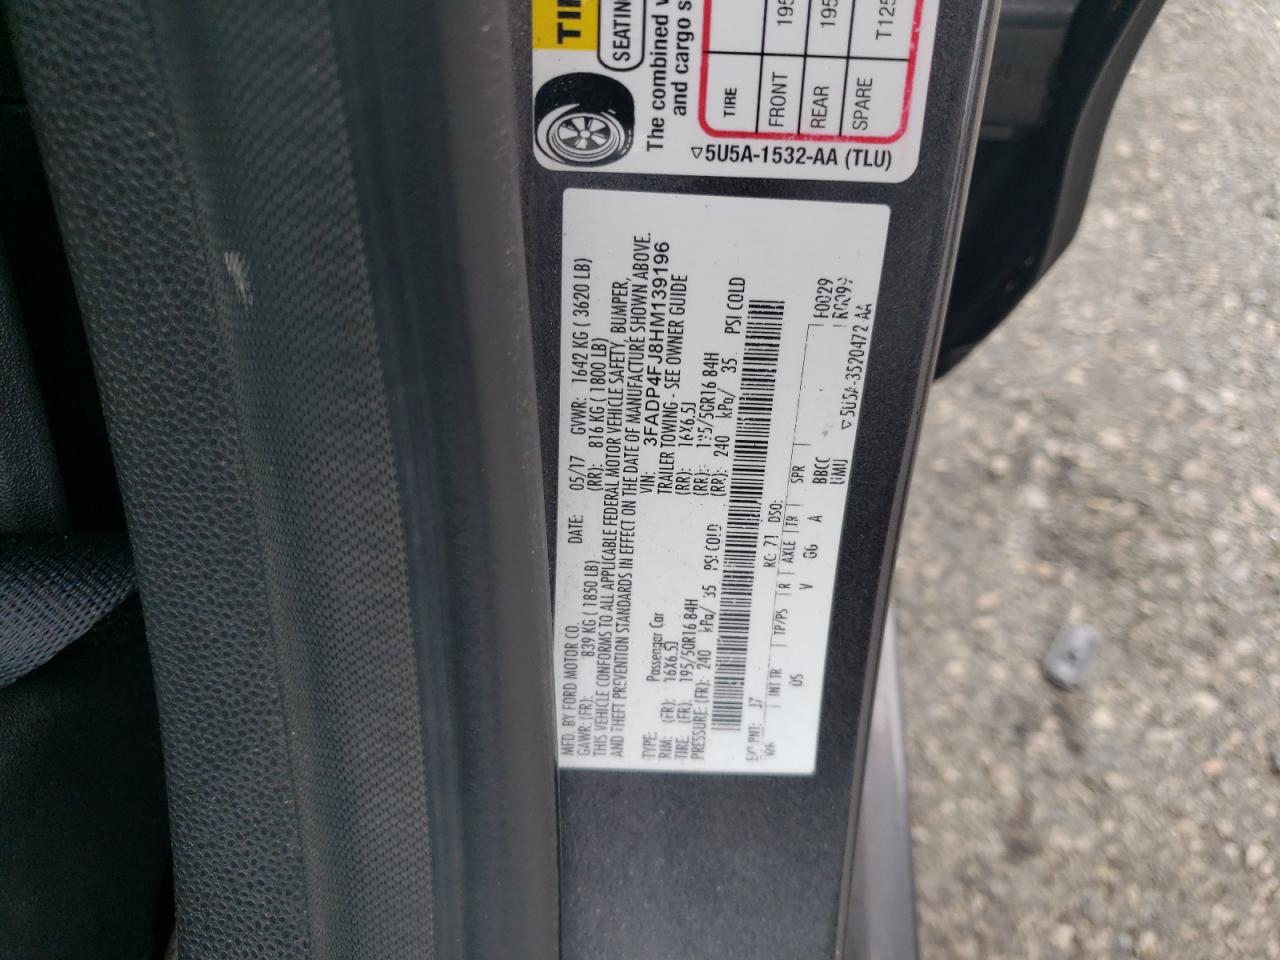 TIR
SEATING
The combined
and cargo s
TIRE
FRONT 195
REAR 195
SPARE T125
5U5A-1532-AA (TLU)
MFD. BY FORD MOTOR CO. DATE: 05/17 GVWR: 1642 KG ( 3620 LB)
GAWR: (FR): 839 KG ( 1850 LB) (RR): 816 KG ( 1800 LB)
THIS VEHICLE CONFORMS TO ALL APPLICABLE FEDERAL MOTOR VEHICLE SAFETY, BUMPER,
AND THEFT PREVENTION STANDARDS IN EFFECT ON THE DATE OF MANUFACTURE SHOWN ABOVE.
VIN: 3FADP4FJ8HM139196
TYPE: Passenger Car TRAILER TOWING - SEE OWNER GUIDE
RIM: (FR): 16X6.5J (RR): 16X6.5J
TIRE: (FR): 195/50R16 84H (RR): 195/50R16 84H
PRESSURE (FR): 240 kPa/ 35 PSI COLD (RR): 240 kPa/ 35 PSI COLD
EXT PNT: J7 RC: 71 DSO:
WB INT TR TP/PS R AXLE TR SPR F0029
OS V G6 A BBCC
UMU 5U5A-3520472 AA